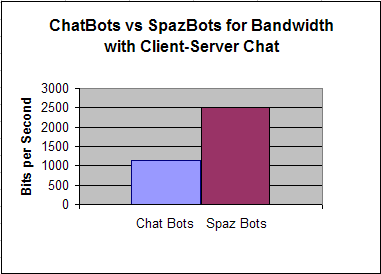 ChatBots vs SpazBots for Bandwidth
with Client-Server Chat
Bits per Second
3000
2500
2000
1500
1000
500
0
Chat Bots Spaz Bots